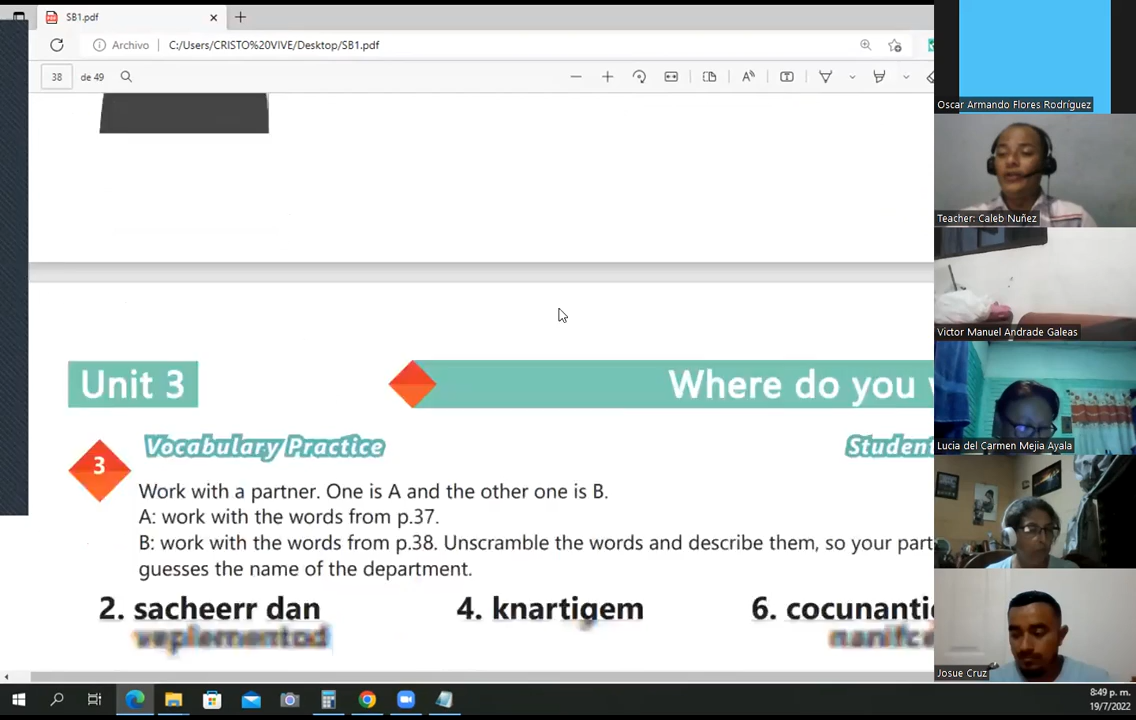 SB1.pdf
Archivo C:/Users/CRISTO%20VIVE/Desktop/SB1.pdf
38 de 49
Unit 3
Where do you
Vocabulary Practice
Student
3
Work with a partner. One is A and the other one is B.
A: work with the words from p.37.
B: work with the words from p.38. Unscramble the words and describe them, so your part
guesses the name of the department.
2. sacheerr dan
veplementod
4. knartigem
6. cocunanti
Oscar Armando Flores Rodríguez
Teacher: Caleb Nuñez
Victor Manuel Andrade Galeas
Lucia del Carmen Mejia Ayala
Josue Cruz
8:49 p. m.
19/7/2022